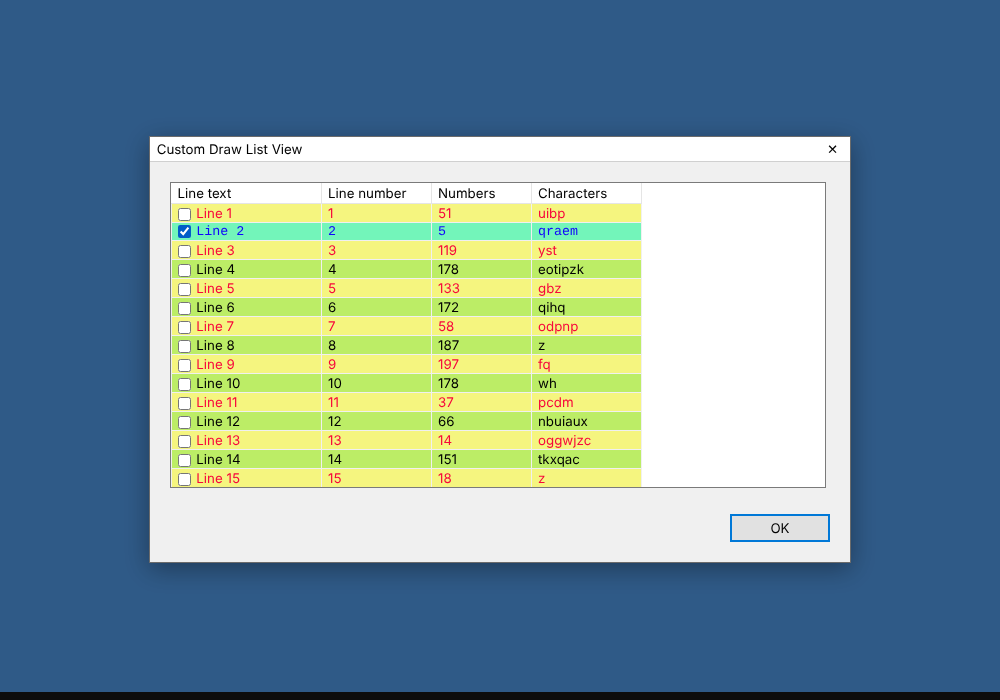 Custom Draw List View ✕
Line text Line number Numbers Characters
Line 1 1 51 uibp
Line 2 2 5 qraem
Line 3 3 119 yst
Line 4 4 178 eotipzk
Line 5 5 133 gbz
Line 6 6 172 qihq
Line 7 7 58 odpnp
Line 8 8 187 z
Line 9 9 197 fq
Line 10 10 178 wh
Line 11 11 37 pcdm
Line 12 12 66 nbuiaux
Line 13 13 14 oggwjzc
Line 14 14 151 tkxqac
Line 15 15 18 z
OK